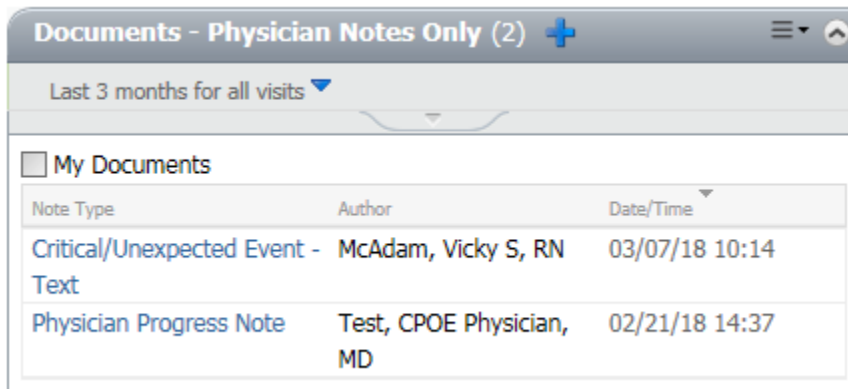 Documents - Physician Notes Only (2)
Last 3 months for all visits
My Documents
Note Type Author Date/Time
Critical/Unexpected Event - McAdam, Vicky S, RN 03/07/18 10:14
Text
Physician Progress Note Test, CPOE Physician, 02/21/18 14:37
MD